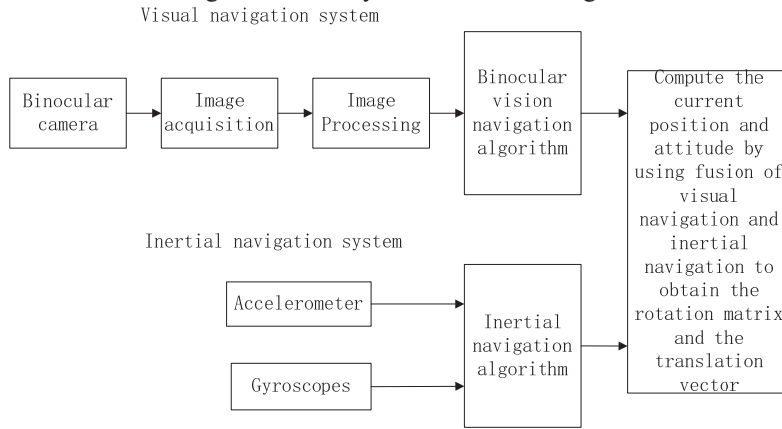 Visual navigation system
Binocular
camera
Image
acquisition
Image
Processing
Binocular
vision
navigation
algorithm
Compute the
current
position and
attitude by
using fusion of
visual
navigation and
inertial
navigation to
obtain the
rotation matrix
and the
translation
vector
Inertial navigation system
Accelerometer
Gyroscopes
Inertial
navigation
algorithm